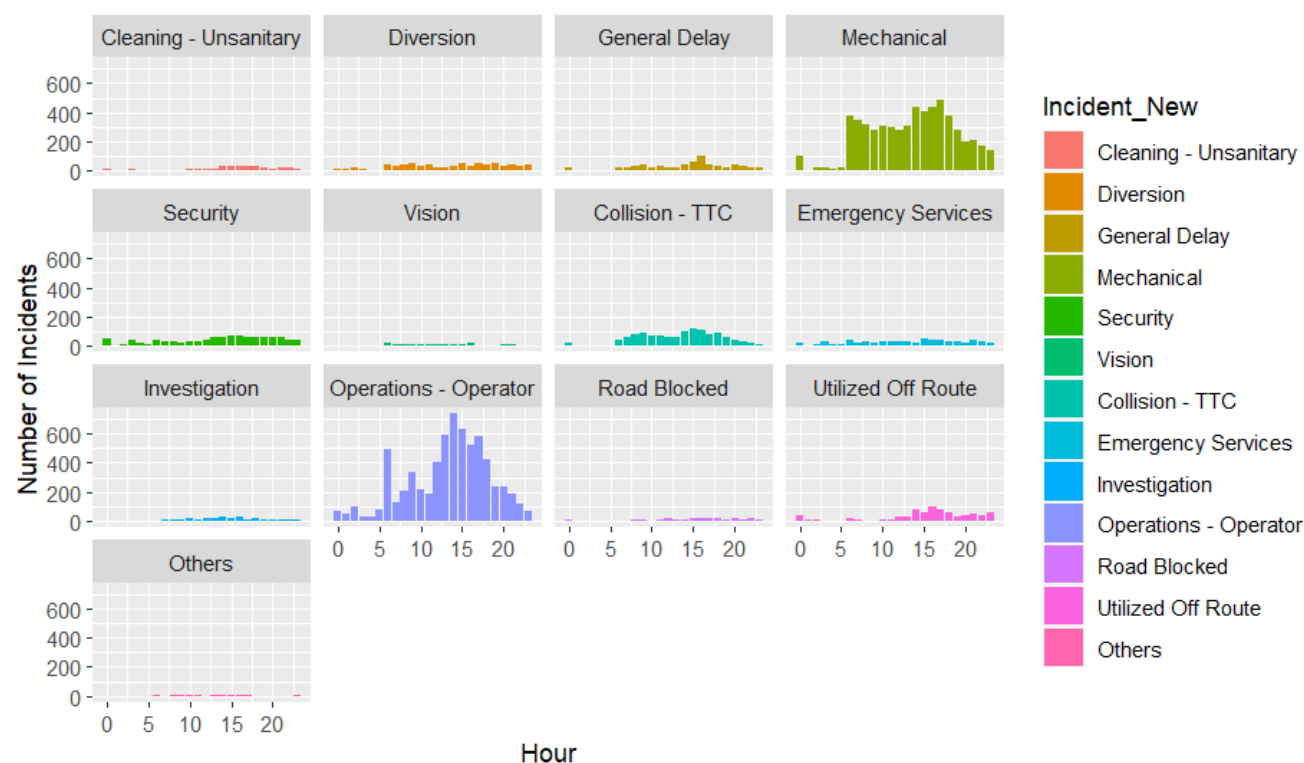 Cleaning - Unsanitary Diversion General Delay Mechanical
600
400
200
0
Security Vision Collision - TTC Emergency Services
600
400
200
0
Investigation Operations - Operator Road Blocked Utilized Off Route
600
400
200
0
0 5 10 15 20 0 5 10 15 20 0 5 10 15 20
Others
600
400
200
0
0 5 10 15 20
Hour
Number of Incidents
Incident_New
Cleaning - Unsanitary
Diversion
General Delay
Mechanical
Security
Vision
Collision - TTC
Emergency Services
Investigation
Operations - Operator
Road Blocked
Utilized Off Route
Others